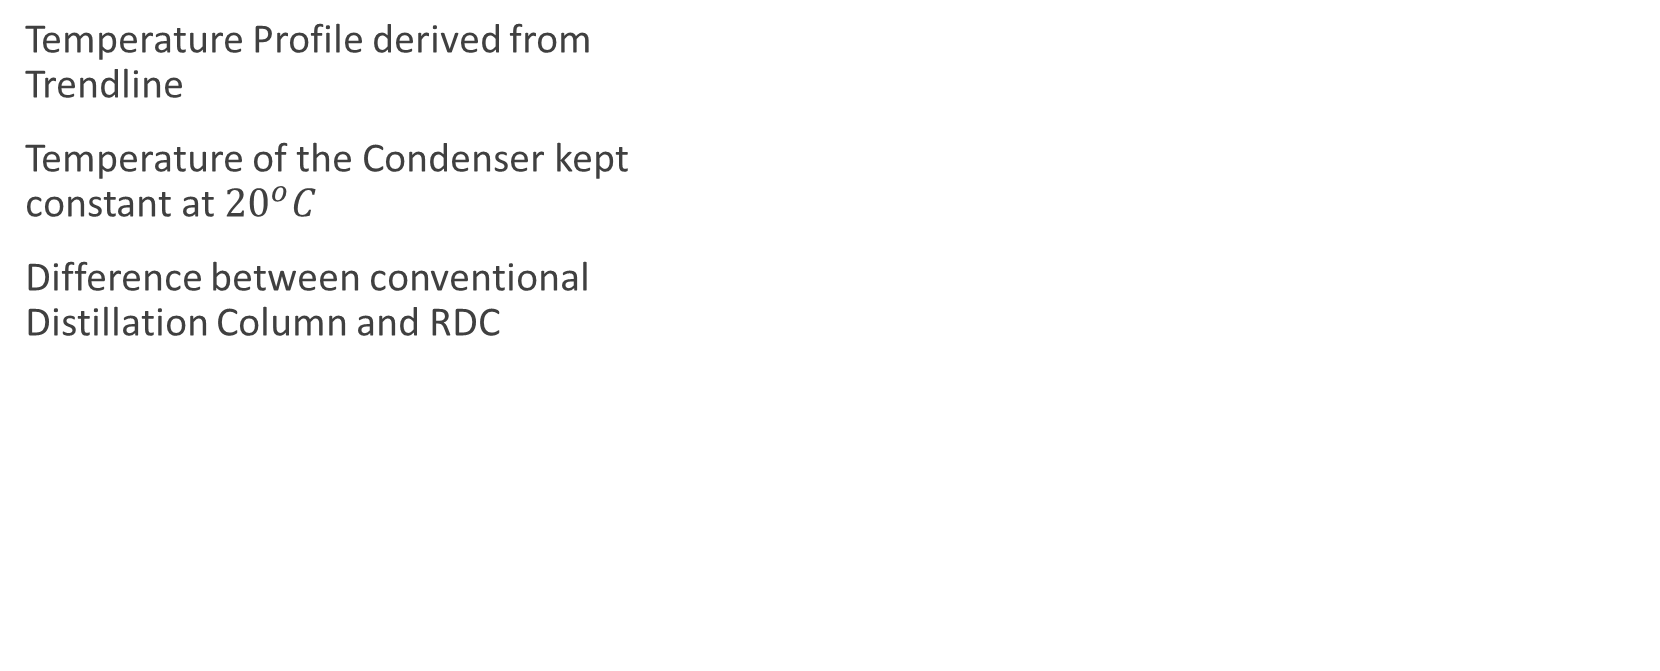 Temperature Profile derived from
Trendline
Temperature of the Condenser kept
constant at 20ᵒ C
Difference between conventional
Distillation Column and RDC